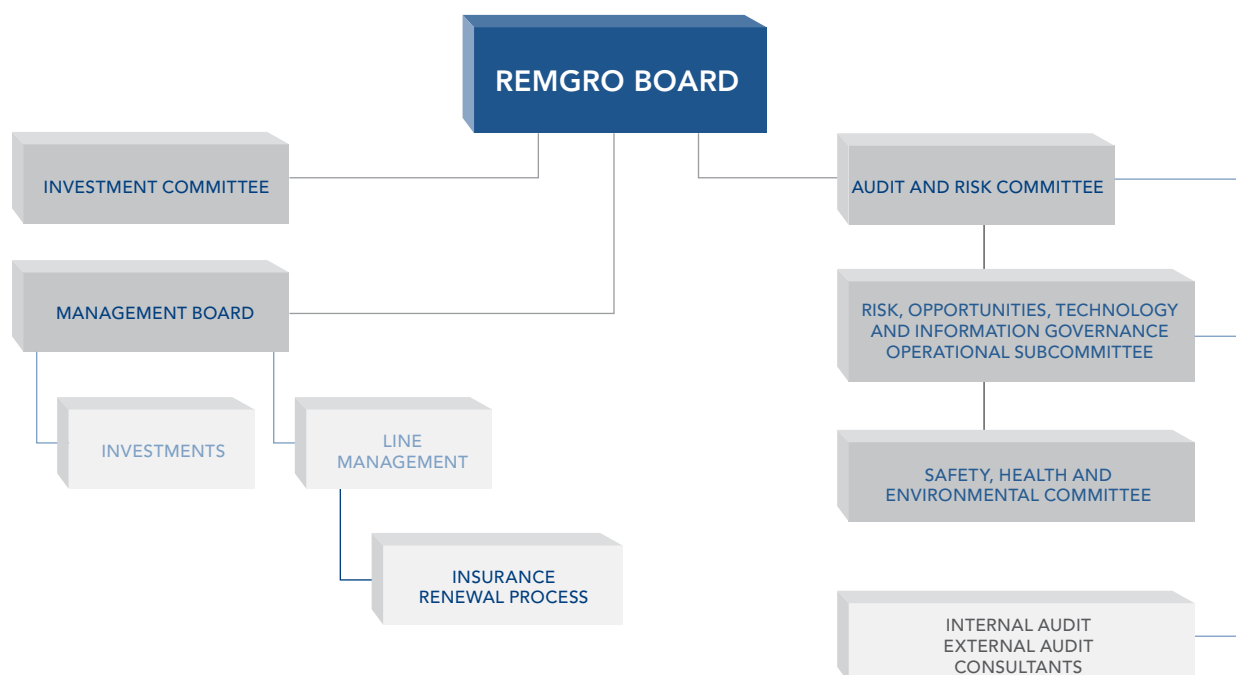 REMGRO BOARD
INVESTMENT COMMITTEE
AUDIT AND RISK COMMITTEE
MANAGEMENT BOARD
RISK, OPPORTUNITIES, TECHNOLOGY
AND INFORMATION GOVERNANCE
OPERATIONAL SUBCOMMITTEE
INVESTMENTS
LINE
MANAGEMENT
SAFETY, HEALTH AND
ENVIRONMENTAL COMMITTEE
INSURANCE
RENEWAL PROCESS
INTERNAL AUDIT
EXTERNAL AUDIT
CONSULTANTS